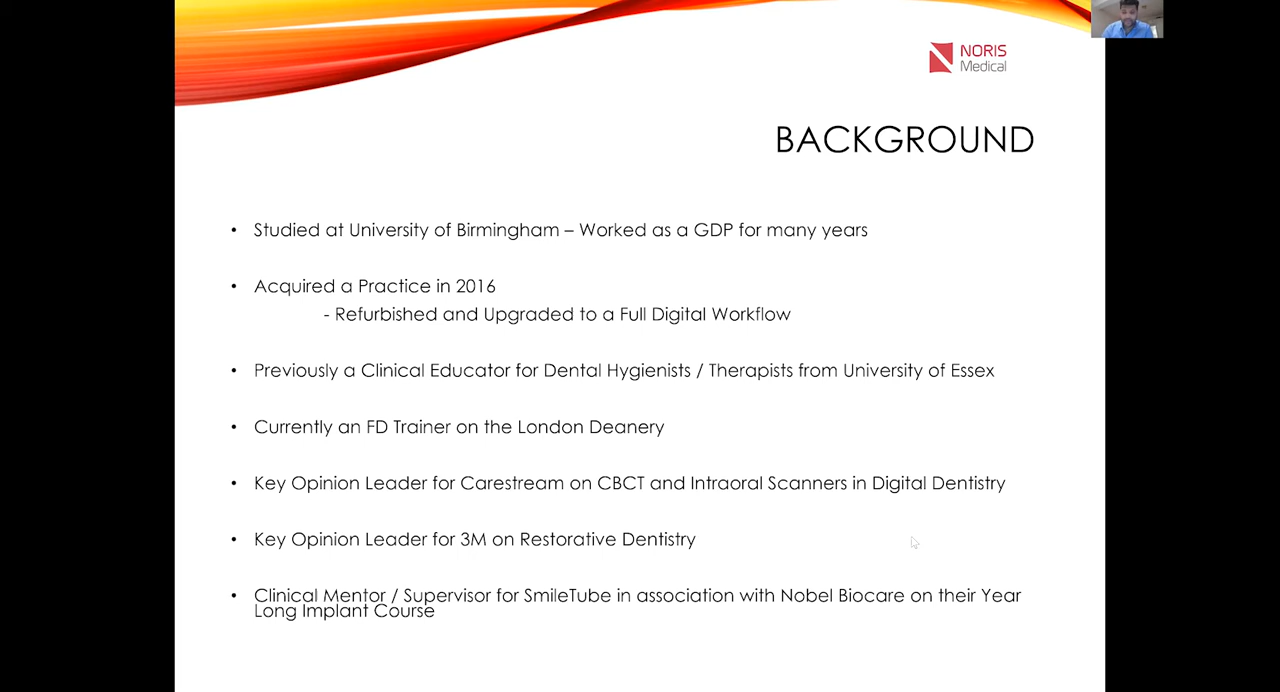 NORIS
Medical
BACKGROUND
• Studied at University of Birmingham – Worked as a GDP for many years
• Acquired a Practice in 2016
- Refurbished and Upgraded to a Full Digital Workflow
• Previously a Clinical Educator for Dental Hygienists / Therapists from University of Essex
• Currently an FD Trainer on the London Deanery
• Key Opinion Leader for Carestream on CBCT and Intraoral Scanners in Digital Dentistry
• Key Opinion Leader for 3M on Restorative Dentistry
• Clinical Mentor / Supervisor for SmileTube in association with Nobel Biocare on their Year
Long Implant Course